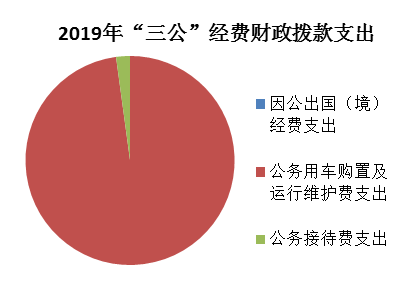 2019年“三公”经费财政拨款支出
因公出国（境）
经费支出
公务用车购置及
运行维护费支出
公务接待费支出